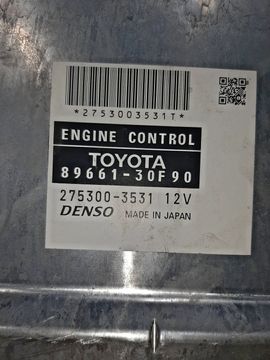 *2753003531T*
ENGINE CONTROL
TOYOTA
89661-30F90
275300-3531 12V
DENSO MADE IN JAPAN